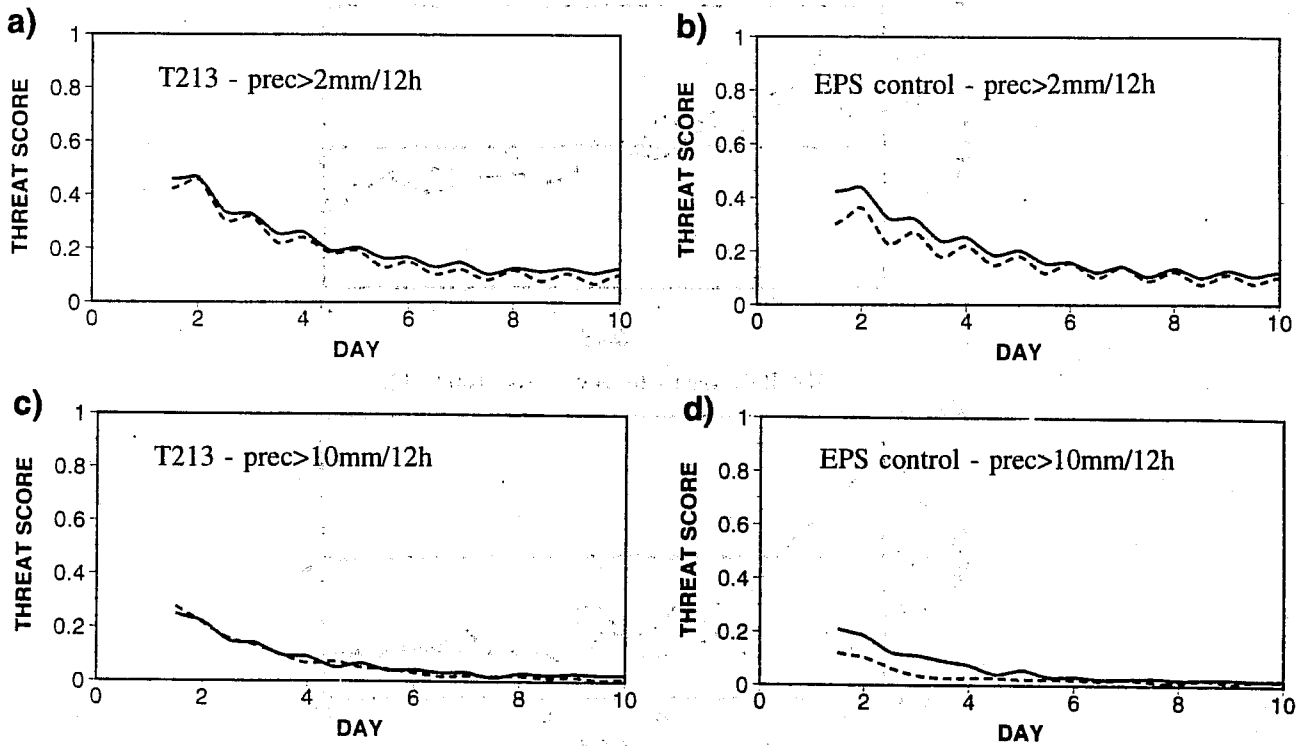 a)
T213 - prec>2mm/12h
THREAT SCORE
1
0.8
0.6
0.4
0.2
0
0 2 4 6 8 10
DAY
b)
EPS control - prec>2mm/12h
THREAT SCORE
1
0.8
0.6
0.4
0.2
0
0 2 4 6 8 10
DAY
c)
T213 - prec>10mm/12h
THREAT SCORE
1
0.8
0.6
0.4
0.2
0
0 2 4 6 8 10
DAY
d)
EPS control - prec>10mm/12h
THREAT SCORE
1
0.8
0.6
0.4
0.2
0
0 2 4 6 8 10
DAY